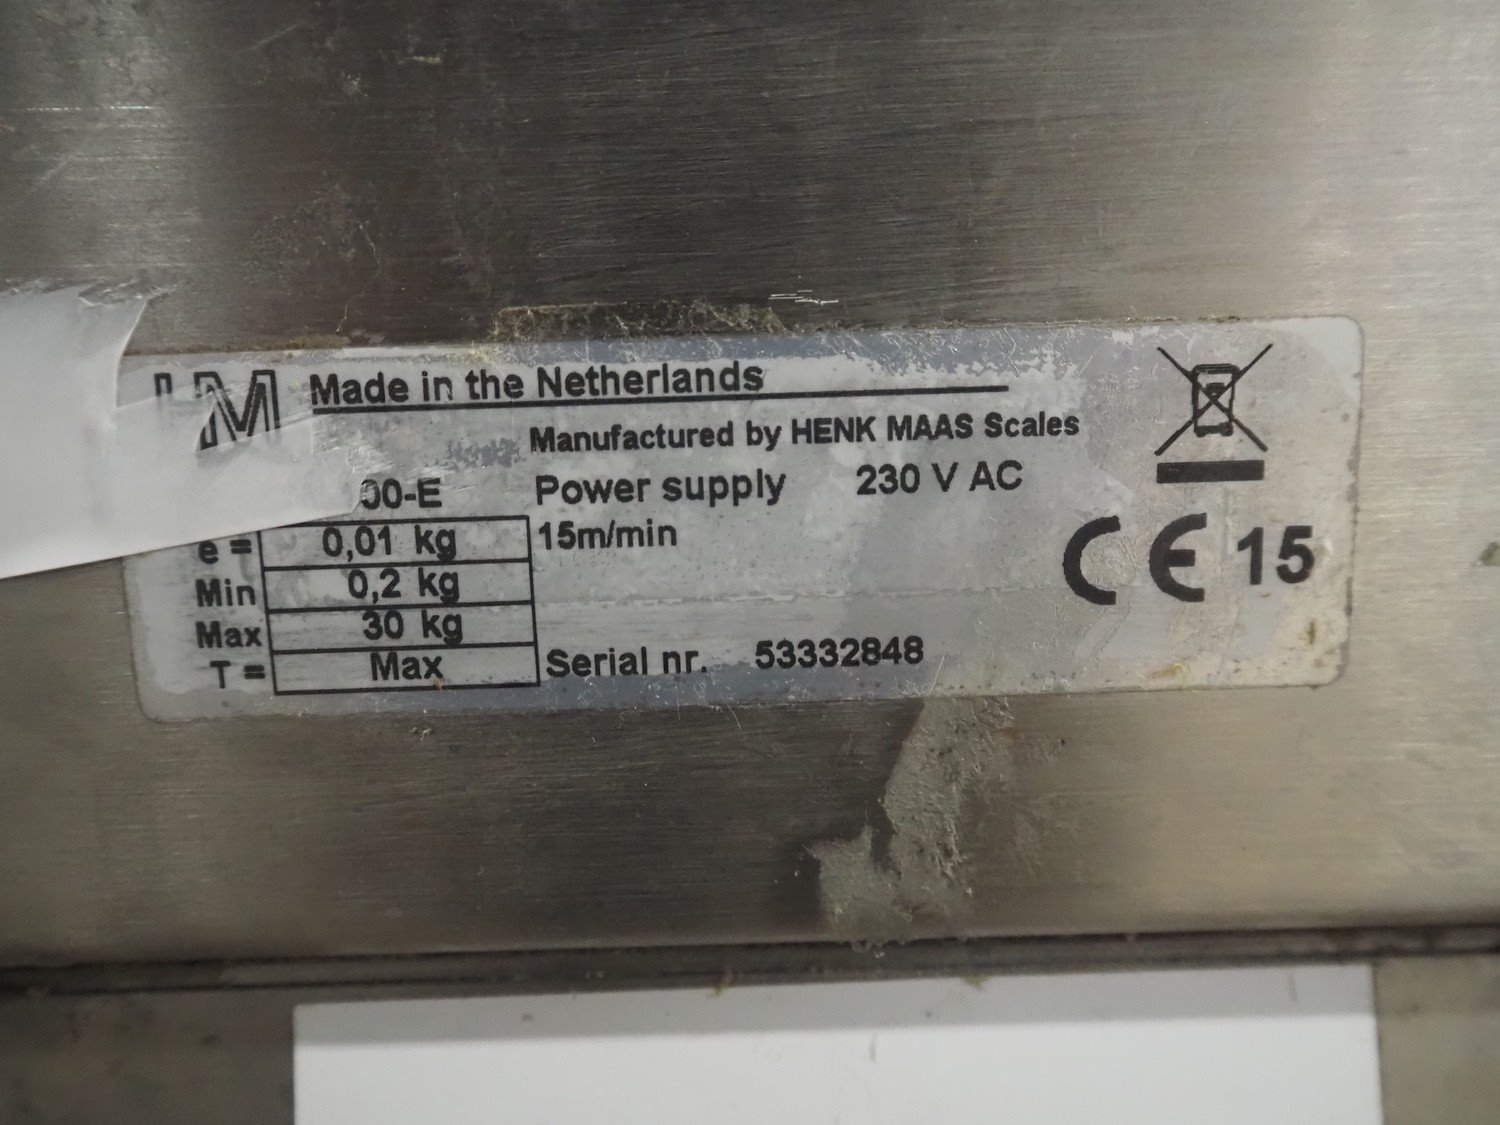 HM Made in the Netherlands
Manufactured by HENK MAAS Scales
00-E Power supply 230 V AC
e = 0,01 kg 15m/min
Min 0,2 kg
Max 30 kg
T = Max Serial nr. 53332848
CE 15